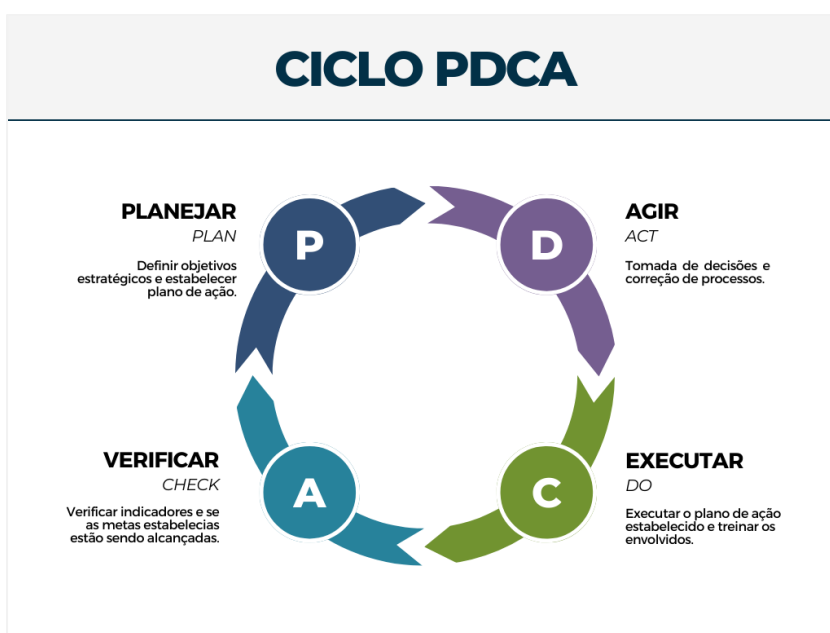 CICLO PDCA
PLANEJAR
PLAN
Definir objetivos
estratégicos e estabelecer
plano de ação.
P
D
AGIR
ACT
Tomada de decisões e
correção de processos.
VERIFICAR
CHECK
Verificar indicadores e se
as metas estabelecias
estão sendo alcançadas.
A
C
EXECUTAR
DO
Executar o plano de ação
estabelecido e treinar os
envolvidos.